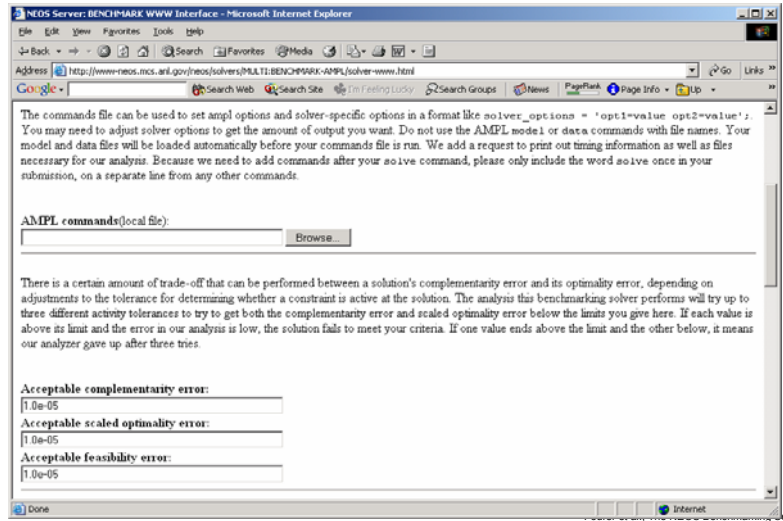 NEOS Server: BENCHMARK WWW Interface - Microsoft Internet Explorer
File Edit View Favorites Tools Help
Back Search Favorites Media
Address http://www-neos.mcs.anl.gov/neos/solvers/MULTI:BENCHMARK-AMPL/solver-www.html Go Links »
Google Search Web Search Site I'm Feeling Lucky Search Groups News PageRank Page Info Up »
The commands file can be used to set ampl options and solver-specific options in a format like solver_options = 'opt1=value opt2=value';.
You may need to adjust solver options to get the amount of output you want. Do not use the AMPL model or data commands with file names. Your
model and data files will be loaded automatically before your commands file is run. We add a request to print out timing information as well as files
necessary for our analysis. Because we need to add commands after your solve command, please only include the word solve once in your
submission, on a separate line from any other commands.
AMPL commands(local file):
Browse...
There is a certain amount of trade-off that can be performed between a solution's complementarity error and its optimality error, depending on
adjustments to the tolerance for determining whether a constraint is active at the solution. The analysis this benchmarking solver performs will try up to
three different activity tolerances to try to get both the complementarity error and scaled optimality error below the limits you give here. If each value is
above its limit and the error in our analysis is low, the solution fails to meet your criteria. If one value ends above the limit and the other below, it means
our analyzer gave up after three tries.
Acceptable complementarity error:
1.0e-05
Acceptable scaled optimality error:
1.0e-05
Acceptable feasibility error:
1.0e-05
Done Internet